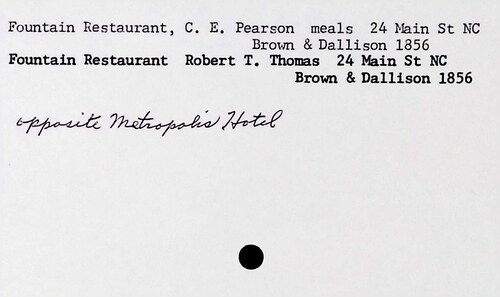 Fountain Restaurant, C. E. Pearson meals 24 Main St NC
Brown & Dallison 1856
Fountain Restaurant Robert T. Thomas 24 Main St NC
Brown & Dallison 1856
opposite Metropolis Hotel